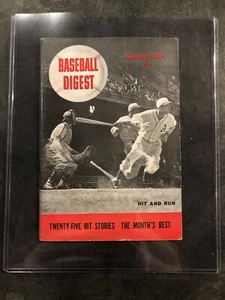 BASEBALL
DIGEST
HIT AND RUN
TWENTY-FIVE HIT STORIES THE MONTH'S BEST